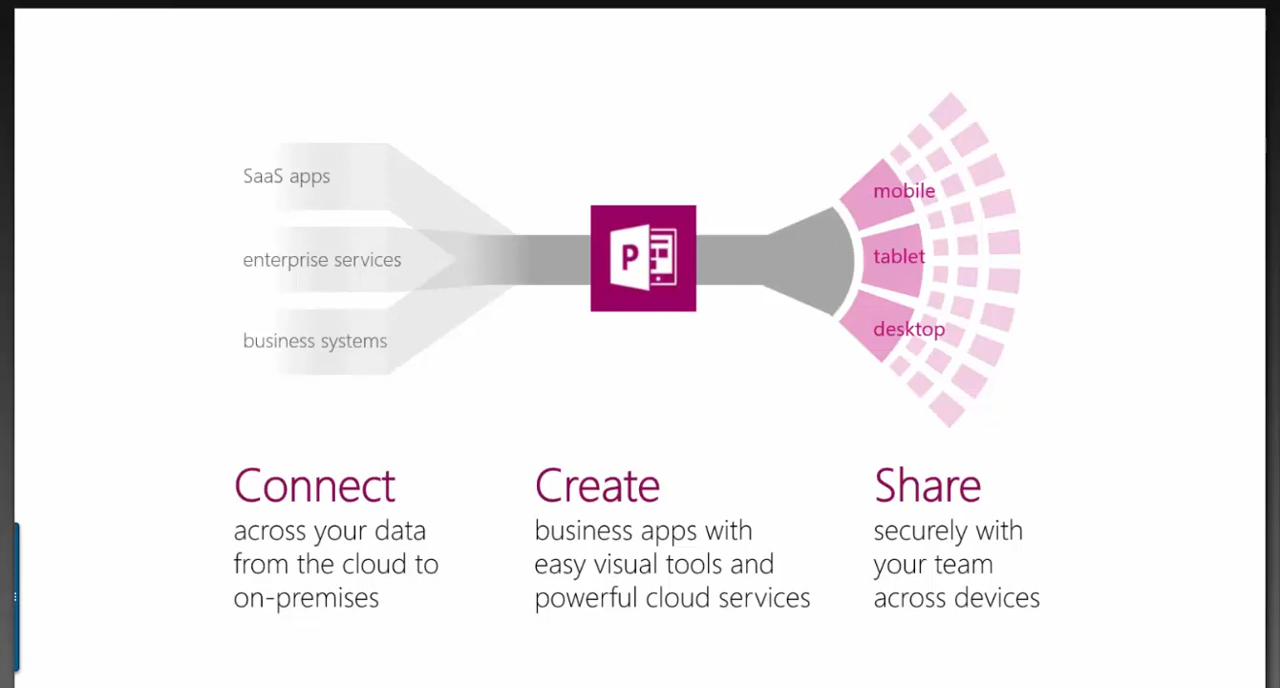 SaaS apps
enterprise services
business systems
P
mobile
tablet
desktop
Connect
across your data
from the cloud to
on-premises
Create
business apps with
easy visual tools and
powerful cloud services
Share
securely with
your team
across devices